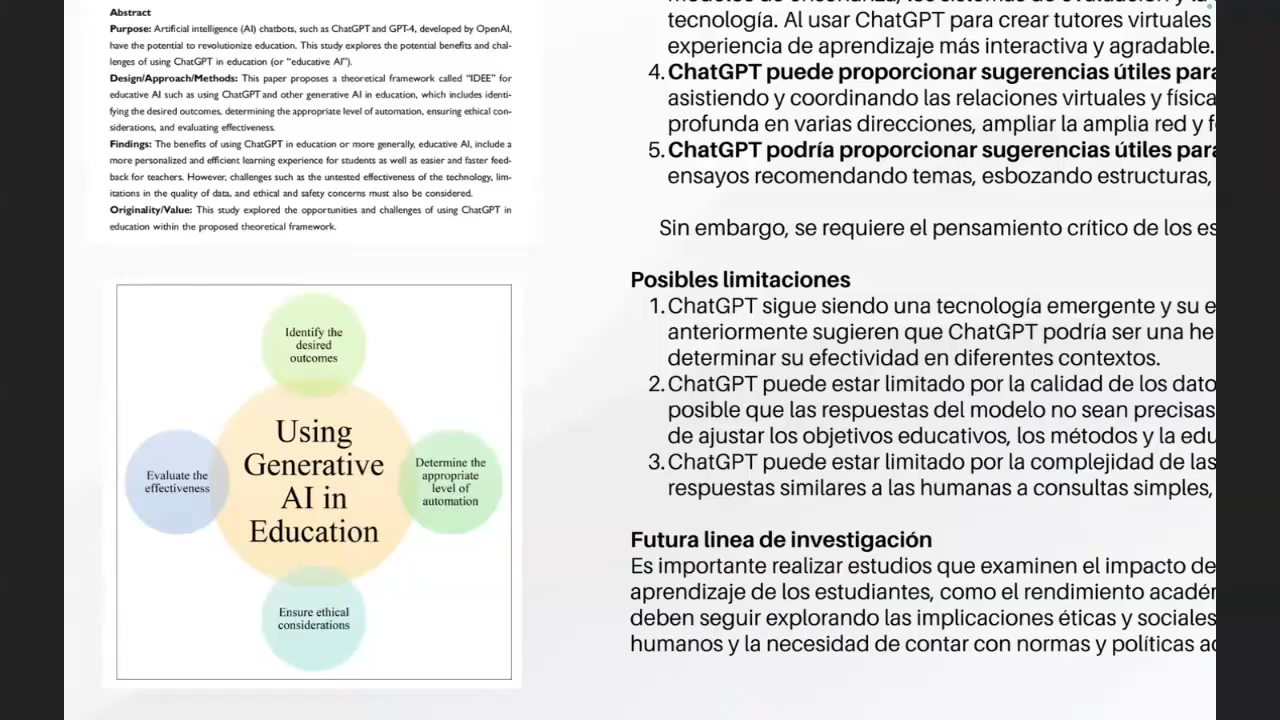 Abstract
Purpose: Artificial intelligence (AI) chatbots, such as ChatGPT and GPT-4, developed by OpenAI,
have the potential to revolutionize education. This study explores the potential benefits and chal-
lenges of using ChatGPT in education (or “educative AI”).
Design/Approach/Methods: This paper proposes a theoretical framework called “IDEE” for
educative AI such as using ChatGPT and other generative AI in education, which includes identi-
fying the desired outcomes, determining the appropriate level of automation, ensuring ethical con-
siderations, and evaluating effectiveness.
Findings: The benefits of using ChatGPT in education or more generally, educative AI, include a
more personalized and efficient learning experience for students as well as easier and faster feed-
back for teachers. However, challenges such as the untested effectiveness of the technology, lim-
itations in the quality of data, and ethical and safety concerns must also be considered.
Originality/Value: This study explored the opportunities and challenges of using ChatGPT in
education within the proposed theoretical framework.
Identify the
desired
outcomes
Using
Generative
AI in
Education
Evaluate the
effectiveness
Determine the
appropriate
level of
automation
Ensure ethical
considerations
tecnología. Al usar ChatGPT para crear tutores virtuales
experiencia de aprendizaje más interactiva y agradable.
4. ChatGPT puede proporcionar sugerencias útiles para
asistiendo y coordinando las relaciones virtuales y física
profunda en varias direcciones, ampliar la amplia red y
5. ChatGPT podría proporcionar sugerencias útiles para
ensayos recomendando temas, esbozando estructuras,
Sin embargo, se requiere el pensamiento crítico de los es
Posibles limitaciones
1. ChatGPT sigue siendo una tecnología emergente y su e
anteriormente sugieren que ChatGPT podría ser una he
determinar su efectividad en diferentes contextos.
2. ChatGPT puede estar limitado por la calidad de los dato
posible que las respuestas del modelo no sean precisas
de ajustar los objetivos educativos, los métodos y la edu
3. ChatGPT puede estar limitado por la complejidad de las
respuestas similares a las humanas a consultas simples,
Futura linea de investigación
Es importante realizar estudios que examinen el impacto de
aprendizaje de los estudiantes, como el rendimiento acadér
deben seguir explorando las implicaciones éticas y sociales
humanos y la necesidad de contar con normas y políticas